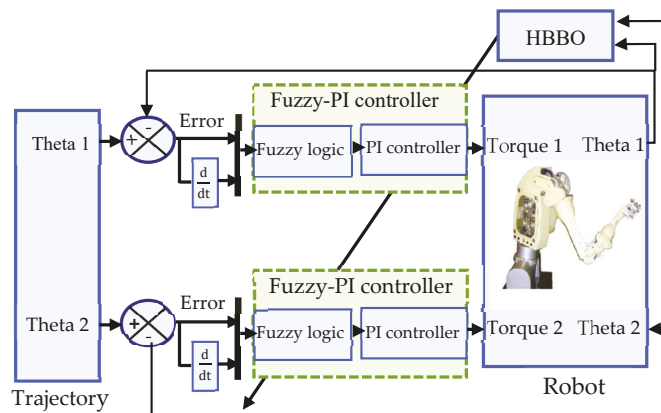 HBBO
Fuzzy-PI controller
Theta 1
+
-
Error
d
dt
Fuzzy logic
PI controller
Torque 1
Theta 1
Fuzzy-PI controller
Theta 2
+
-
Error
d
dt
Fuzzy logic
PI controller
Torque 2
Theta 2
Trajectory
Robot